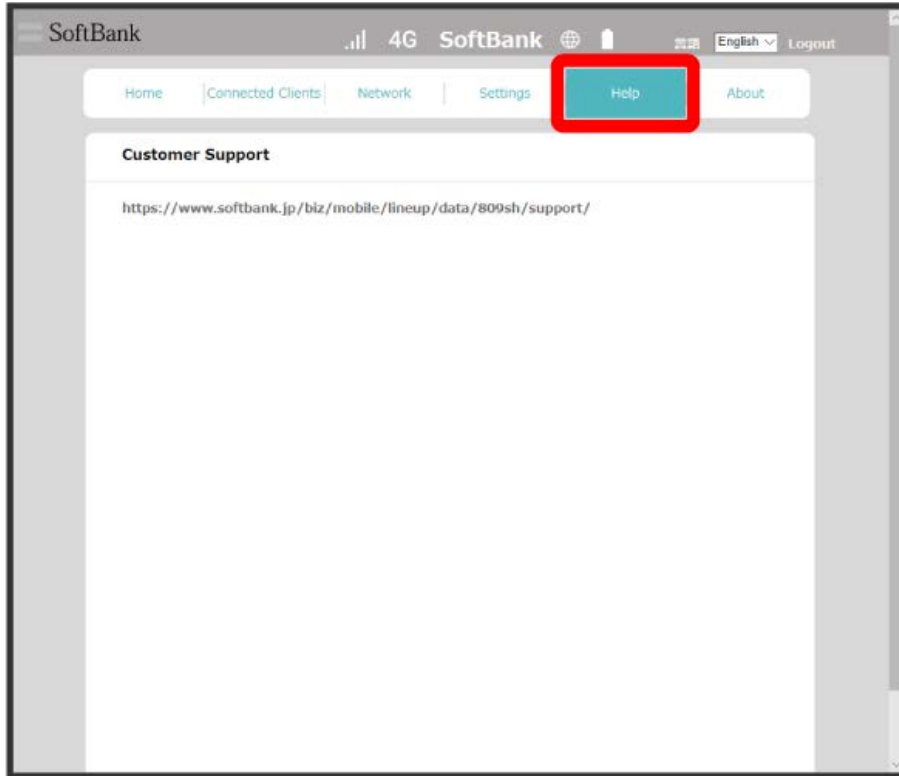 SoftBank
4G SoftBank English Logout
Home Connected Clients Network Settings Help About
Customer Support
https://www.softbank.jp/biz/mobile/lineup/data/809sh/support/